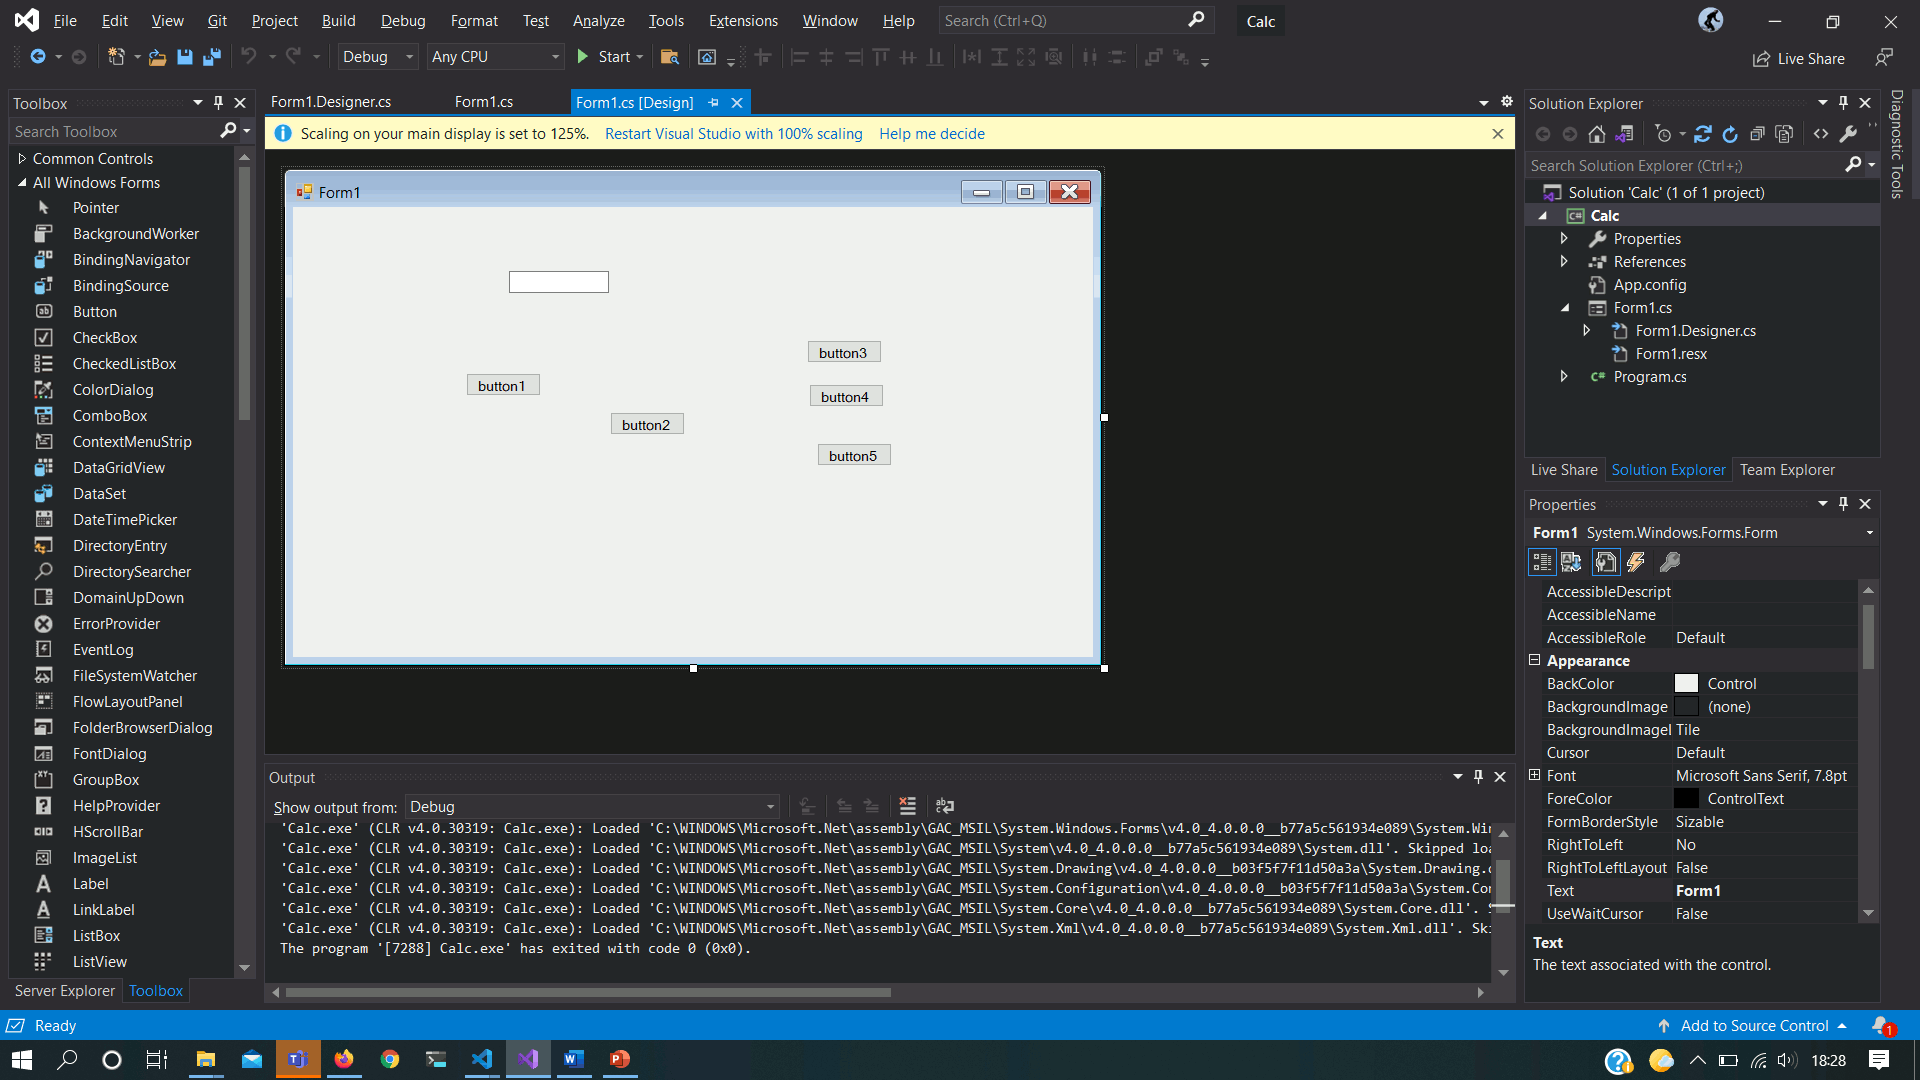 File Edit View Git Project Build Debug Format Test Analyze Tools Extensions Window Help Search (Ctrl+Q) Calc
Debug Any CPU Start Live Share
Toolbox
Search Toolbox
Common Controls
All Windows Forms
Pointer
BackgroundWorker
BindingNavigator
BindingSource
Button
CheckBox
CheckedListBox
ColorDialog
ComboBox
ContextMenuStrip
DataGridView
DataSet
DateTimePicker
DirectoryEntry
DirectorySearcher
DomainUpDown
ErrorProvider
EventLog
FileSystemWatcher
FlowLayoutPanel
FolderBrowserDialog
FontDialog
GroupBox
HelpProvider
HScrollBar
ImageList
Label
LinkLabel
ListBox
ListView
Server Explorer Toolbox
Form1.Designer.cs Form1.cs Form1.cs [Design]
Scaling on your main display is set to 125%. Restart Visual Studio with 100% scaling Help me decide
Form1
button3
button1
button4
button2
button5
Output
Show output from: Debug
'Calc.exe' (CLR v4.0.30319: Calc.exe): Loaded 'C:\WINDOWS\Microsoft.Net\assembly\GAC_MSIL\System.Windows.Forms\v4.0_4.0.0.0__b77a5c561934e089\System.Wi
'Calc.exe' (CLR v4.0.30319: Calc.exe): Loaded 'C:\WINDOWS\Microsoft.Net\assembly\GAC_MSIL\System\v4.0_4.0.0.0__b77a5c561934e089\System.dll'. Skipped loa
'Calc.exe' (CLR v4.0.30319: Calc.exe): Loaded 'C:\WINDOWS\Microsoft.Net\assembly\GAC_MSIL\System.Drawing\v4.0_4.0.0.0__b03f5f7f11d50a3a\System.Drawing.
'Calc.exe' (CLR v4.0.30319: Calc.exe): Loaded 'C:\WINDOWS\Microsoft.Net\assembly\GAC_MSIL\System.Configuration\v4.0_4.0.0.0__b03f5f7f11d50a3a\System.Co
'Calc.exe' (CLR v4.0.30319: Calc.exe): Loaded 'C:\WINDOWS\Microsoft.Net\assembly\GAC_MSIL\System.Core\v4.0_4.0.0.0__b77a5c561934e089\System.Core.dll'.
'Calc.exe' (CLR v4.0.30319: Calc.exe): Loaded 'C:\WINDOWS\Microsoft.Net\assembly\GAC_MSIL\System.Xml\v4.0_4.0.0.0__b77a5c561934e089\System.Xml.dll'. Ski
The program '[7288] Calc.exe' has exited with code 0 (0x0).
Solution Explorer
Search Solution Explorer (Ctrl+;)
Solution 'Calc' (1 of 1 project)
Calc
Properties
References
App.config
Form1.cs
Form1.Designer.cs
Form1.resx
Program.cs
Live Share Solution Explorer Team Explorer
Diagnostic Tools
Properties
Form1 System.Windows.Forms.Form
AccessibleDescript
AccessibleName
AccessibleRole Default
Appearance
BackColor Control
BackgroundImage (none)
BackgroundImageI Tile
Cursor Default
Font Microsoft Sans Serif, 7.8pt
ForeColor ControlText
FormBorderStyle Sizable
RightToLeft No
RightToLeftLayout False
Text Form1
UseWaitCursor False
Text
The text associated with the control.
Ready Add to Source Control 1
18:28